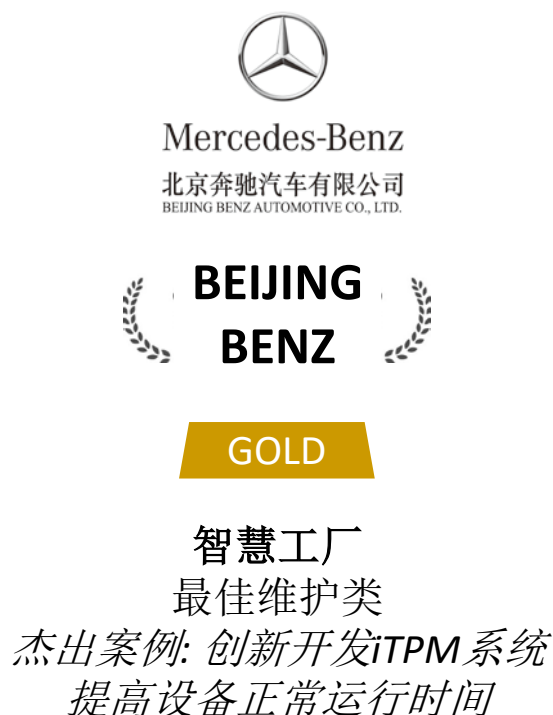 Mercedes-Benz
北京奔驰汽车有限公司
BEIJING BENZ AUTOMOTIVE CO., LTD.
BEIJING
BENZ
GOLD
智慧工厂
最佳维护类
杰出案例: 创新开发iTPM系统
提高设备正常运行时间